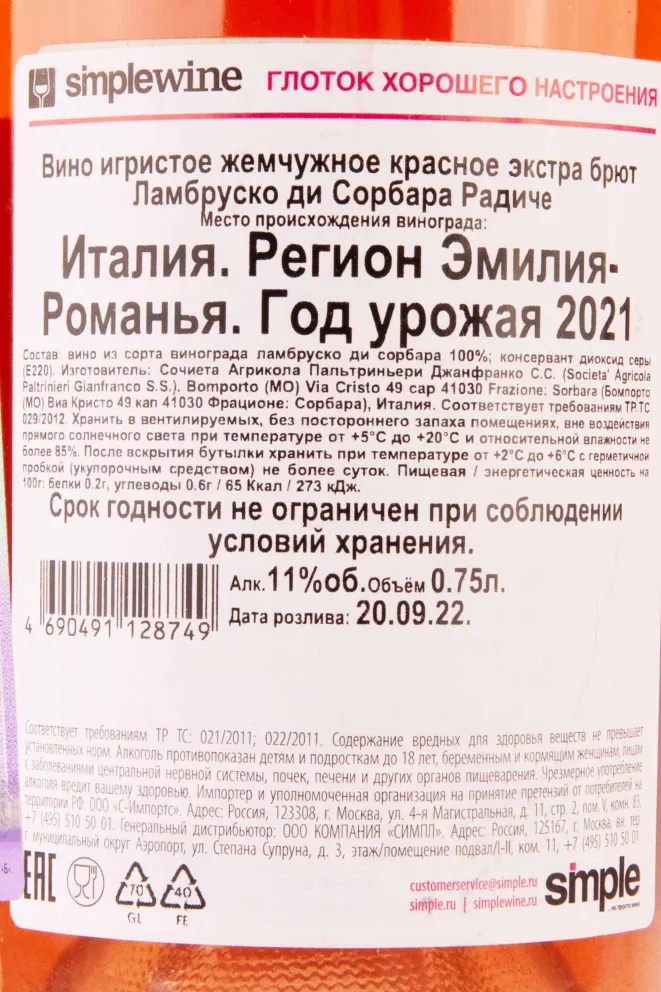 simplewine ГЛОТОК ХОРОШЕГО НАСТРОЕНИЯ
Вино игристое жемчужное красное экстра брют
Ламбруско ди Сорбара Радиче
Место происхождения винограда:
Италия. Регион Эмилия-
Романья. Год урожая 2021
Состав: вино из сорта винограда ламбруско ди сорбара 100%; консервант диоксид серы
(Е220). Изготовитель: Сочиета Агрикола Пальтриньери Джанфранко С.С. (Societa' Agricola
Paltrinieri Gianfranco S.S.). Bomporto (MO) Via Cristo 49 cap 41030 Frazione: Sorbara (Бомпорто
(МО) Виа Кристо 49 кап 41030 Фрационе: Сорбара), Италия. Соответствует требованиям ТР ТС
029/2012. Хранить в вентилируемых, без постороннего запаха помещениях, вне воздействия
прямого солнечного света при температуре от +5°С до +20°С и относительной влажности не
более 85%. После вскрытия бутылки хранить при температуре от +2°С до +6°С с герметичной
пробкой (укупорочным средством) не более суток. Пищевая / энергетическая ценность на
100г: белки 0.2г, углеводы 0.6г / 65 Ккал / 273 кДж.
Срок годности не ограничен при соблюдении
условий хранения.
Алк. 11%об. Объём 0.75л.
Дата розлива: 20.09.22.
4 690491 128749
Соответствует требованиям ТР ТС: 021/2011; 022/2011. Содержание вредных для здоровья веществ не превышает
установленных норм. Алкоголь противопоказан детям и подросткам до 18 лет, беременным и кормящим женщинам, лицам
с заболеваниями центральной нервной системы, почек, печени и других органов пищеварения. Чрезмерное употребление
алкоголя вредит вашему здоровью. Импортер и уполномоченная организация на принятие претензий от потребителей на
территории РФ: ООО «С-Импортс». Адрес: Россия, 123308, г. Москва, ул. 4-я Магистральная, д. 11, стр. 2, пом. V, комн. 83,
+7 (495) 510 50 01. Генеральный дистрибьютор: ООО КОМПАНИЯ «СИМПЛ». Адрес: Россия, 125167, г. Москва, вн. тер.
г. муниципальный округ Аэропорт, ул. Степана Супруна, д. 3, этаж/помещение подвал/I-II, ком. 11, +7 (495) 510 50 01
EAC
70
GL
40
FE
customerservice@simple.ru
simple.ru | simplewine.ru
simple
...не просто вино